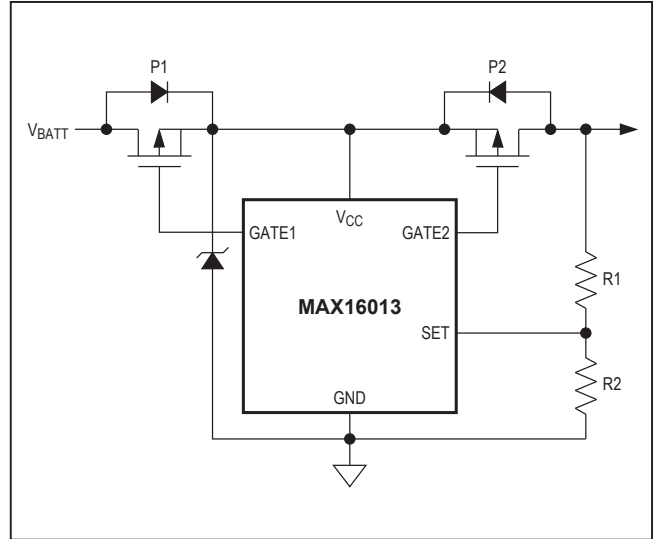 P1
P2
VBATT
VCC
GATE1
GATE2
MAX16013
R1
SET
R2
GND